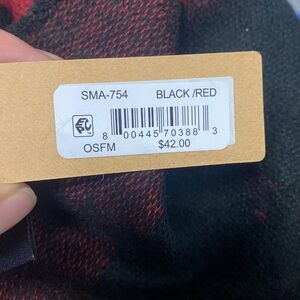 SMA-754 BLACK /RED
8 00445 70388 3
OSFM $42.00